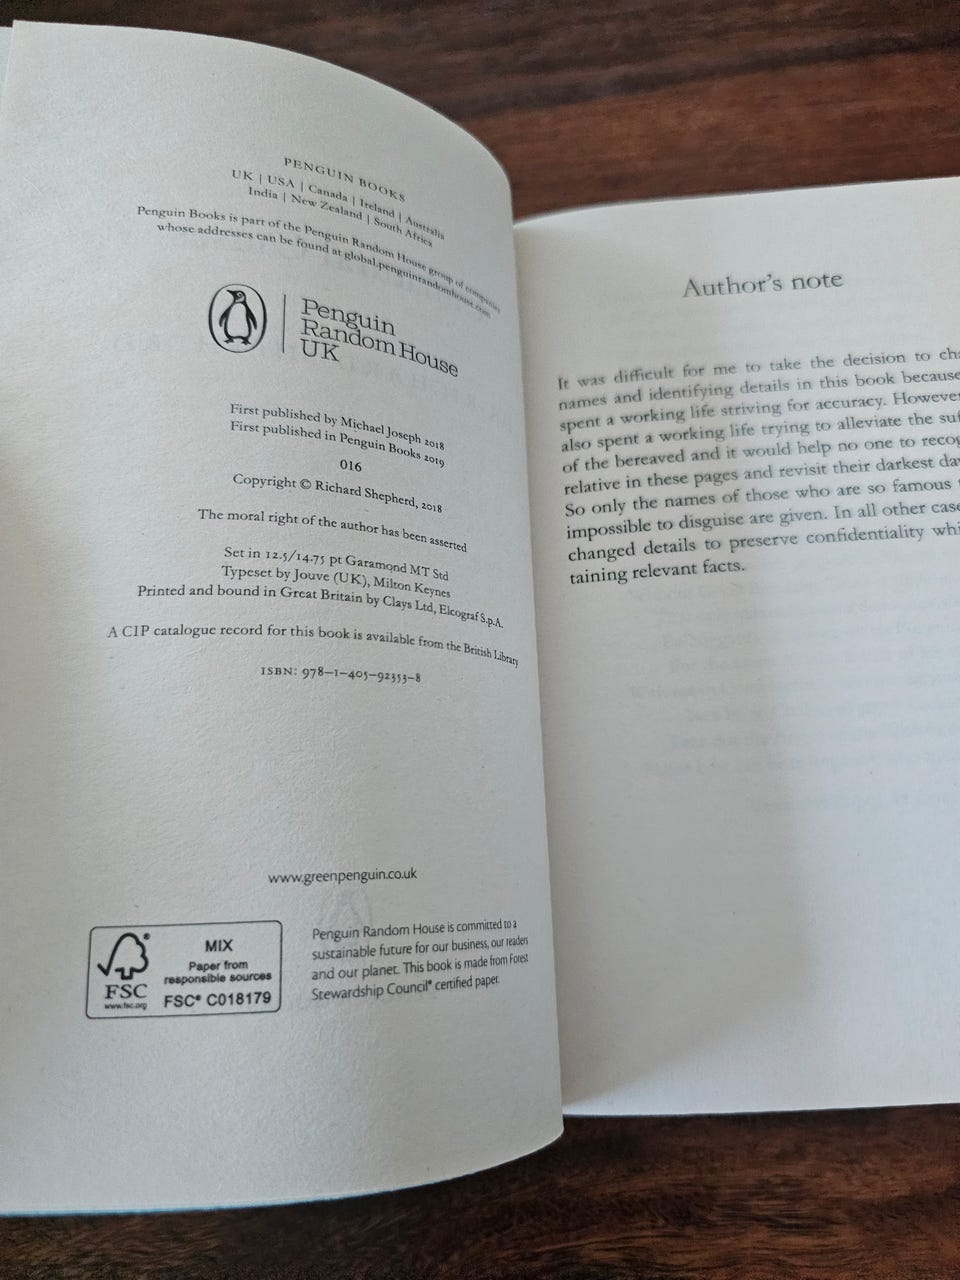 PENGUIN BOOKS
UK | USA | Canada | Ireland | Australia
India | New Zealand | South Africa
Penguin Books is part of the Penguin Random House group of companies
whose addresses can be found at global.penguinrandomhouse.com
Penguin
Random House
UK
First published by Michael Joseph 2018
First published in Penguin Books 2019
016
Copyright © Richard Shepherd, 2018
The moral right of the author has been asserted
Set in 12.5/14.75 pt Garamond MT Std
Typeset by Jouve (UK), Milton Keynes
Printed and bound in Great Britain by Clays Ltd, Elcograf S.p.A.
A CIP catalogue record for this book is available from the British Library
ISBN: 978–1–405–92353–8
www.greenpenguin.co.uk
MIX
Paper from
responsible sources
FSC® C018179
FSC
www.fsc.org
Penguin Random House is committed to a
sustainable future for our business, our readers
and our planet. This book is made from Forest
Stewardship Council® certified paper.
Author's note
It was difficult for me to take the decision to cha
names and identifying details in this book because
spent a working life striving for accuracy. However
also spent a working life trying to alleviate the suf
of the bereaved and it would help no one to recog
relative in these pages and revisit their darkest da
So only the names of those who are so famous
impossible to disguise are given. In all other case
changed details to preserve confidentiality whi
taining relevant facts.